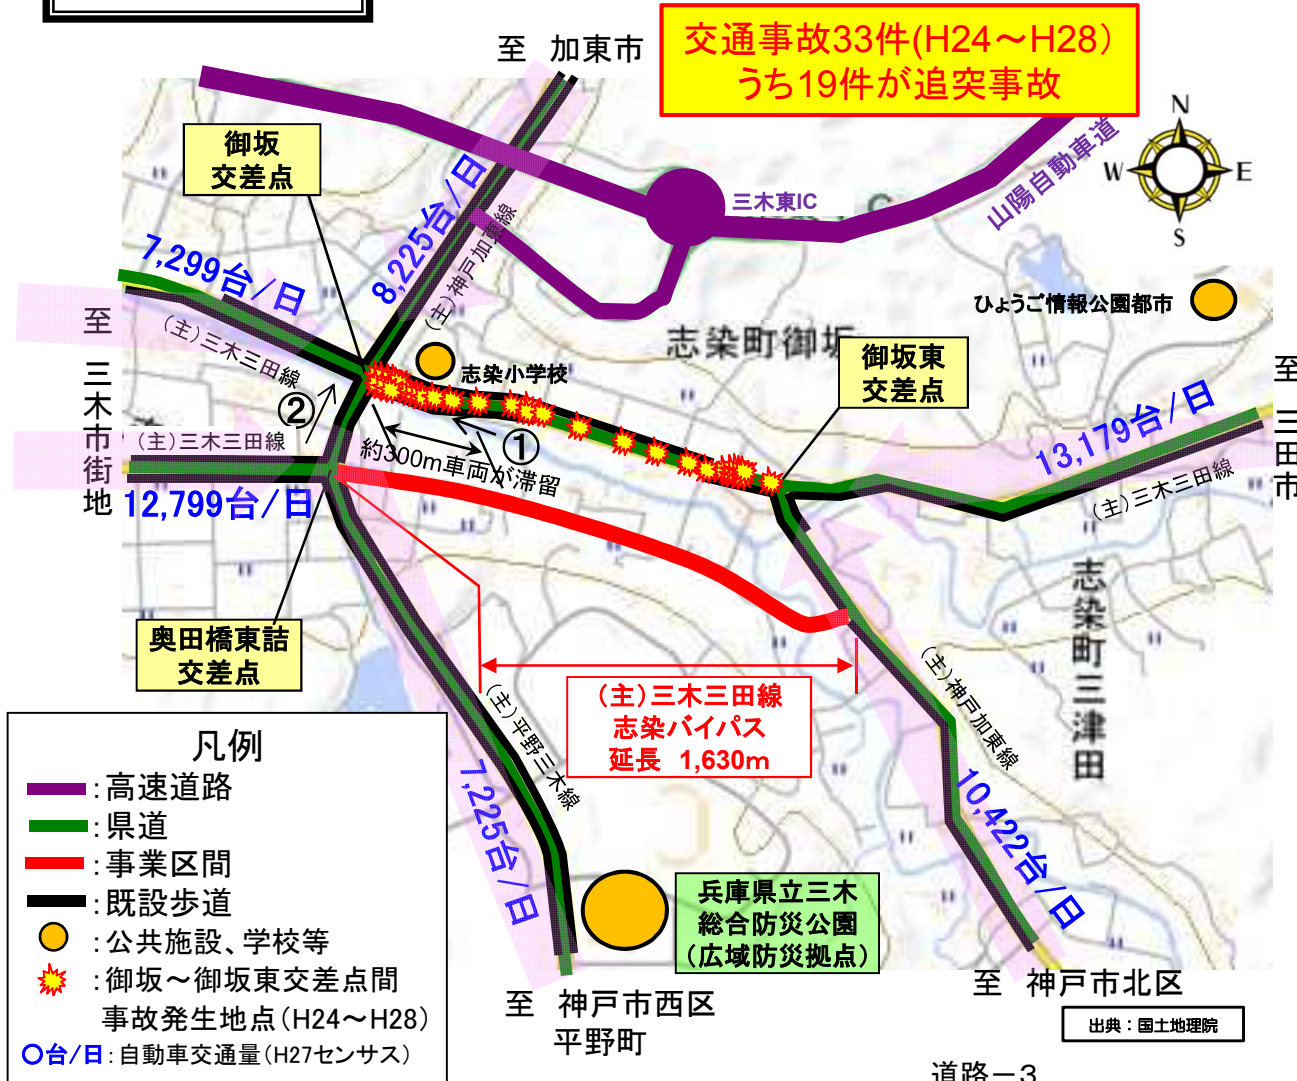 至 加東市
交通事故33件(H24～H28)
うち19件が追突事故
御坂
交差点
N
W
E
S
三木東IC
山陽自動車道
8,225台/日
(主)神戸加東線
7,299台/日
(主)三木三田線
ひょうご情報公園都市
志染町御坂
御坂東
交差点
志染小学校
至 三木市街地
至 三田市
②
①
約300m車両が滞留
(主)三木三田線
12,799台/日
13,179台/日
(主)三木三田線
奥田橋東詰
交差点
志染町三津田
(主)三木三田線
志染バイパス
延長 1,630m
(主)平野三木線
7,225台/日
(主)神戸加東線
10,422台/日
兵庫県立三木
総合防災公園
(広域防災拠点)
凡例
:高速道路
:県道
:事業区間
:既設歩道
:公共施設、学校等
:御坂～御坂東交差点間
事故発生地点(H24～H28)
○台/日:自動車交通量(H27センサス)
至 神戸市西区
平野町
至 神戸市北区
出典：国土地理院
道路－3